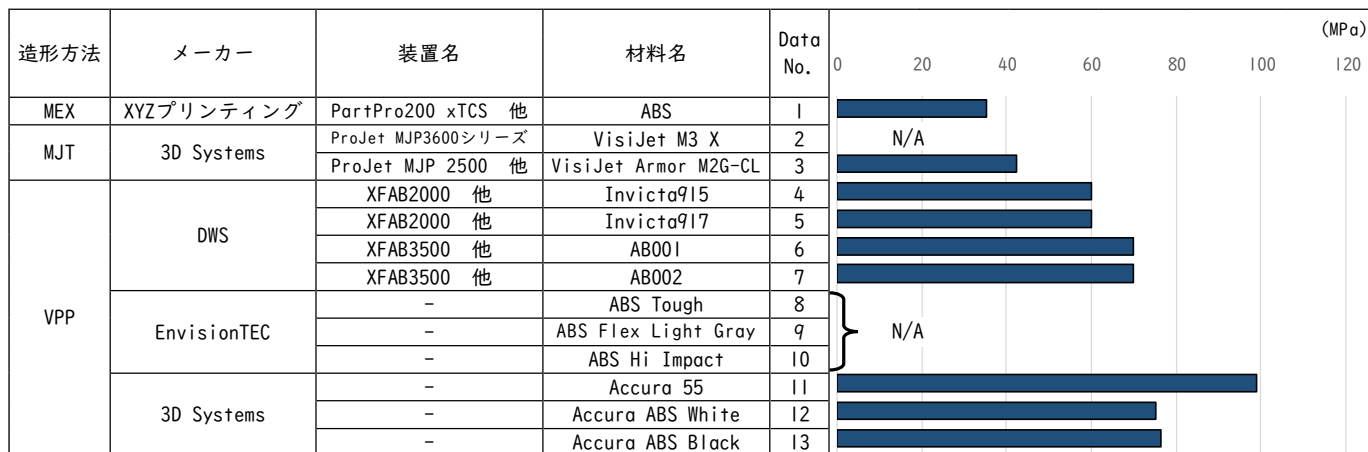 (MPa)
造形方法 メーカー 装置名 材料名 Data No. 0 20 40 60 80 100 120
MEX XYZプリンティング PartPro200 xTCS 他 ABS 1
MJT 3D Systems ProJet MJP3600シリーズ VisiJet M3 X 2 N/A
ProJet MJP 2500 他 VisiJet Armor M2G-CL 3
VPP DWS XFAB2000 他 Invicta915 4
XFAB2000 他 Invicta917 5
XFAB3500 他 AB001 6
XFAB3500 他 AB002 7
EnvisionTEC - ABS Tough 8
- ABS Flex Light Gray 9 N/A
- ABS Hi Impact 10
3D Systems - Accura 55 11
- Accura ABS White 12
- Accura ABS Black 13